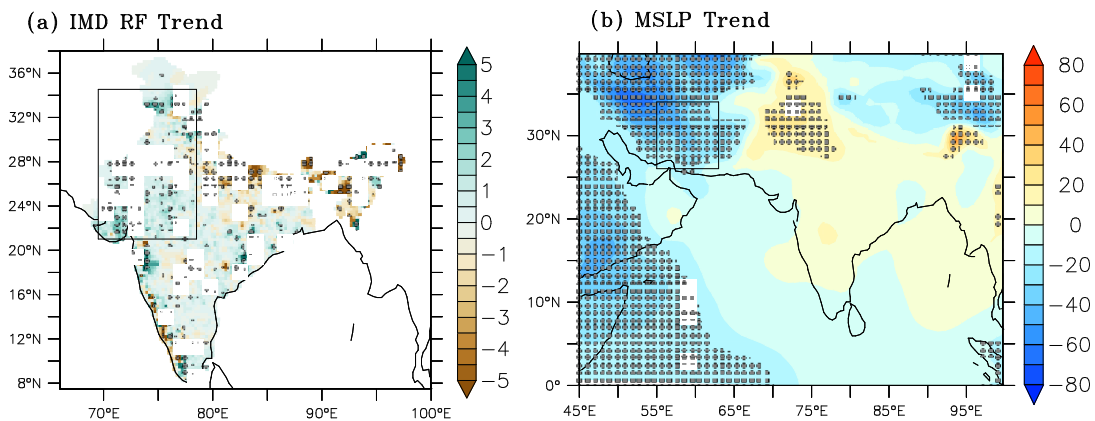 (a) IMD RF Trend
36°N
32°N
28°N
24°N
20°N
16°N
12°N
8°N
70°E 80°E 90°E 100°E
5
4
3
2
1
0
−1
−2
−3
−4
−5
(b) MSLP Trend
30°N
20°N
10°N
0°
45°E 55°E 65°E 75°E 85°E 95°E
80
60
40
20
0
−20
−40
−60
−80